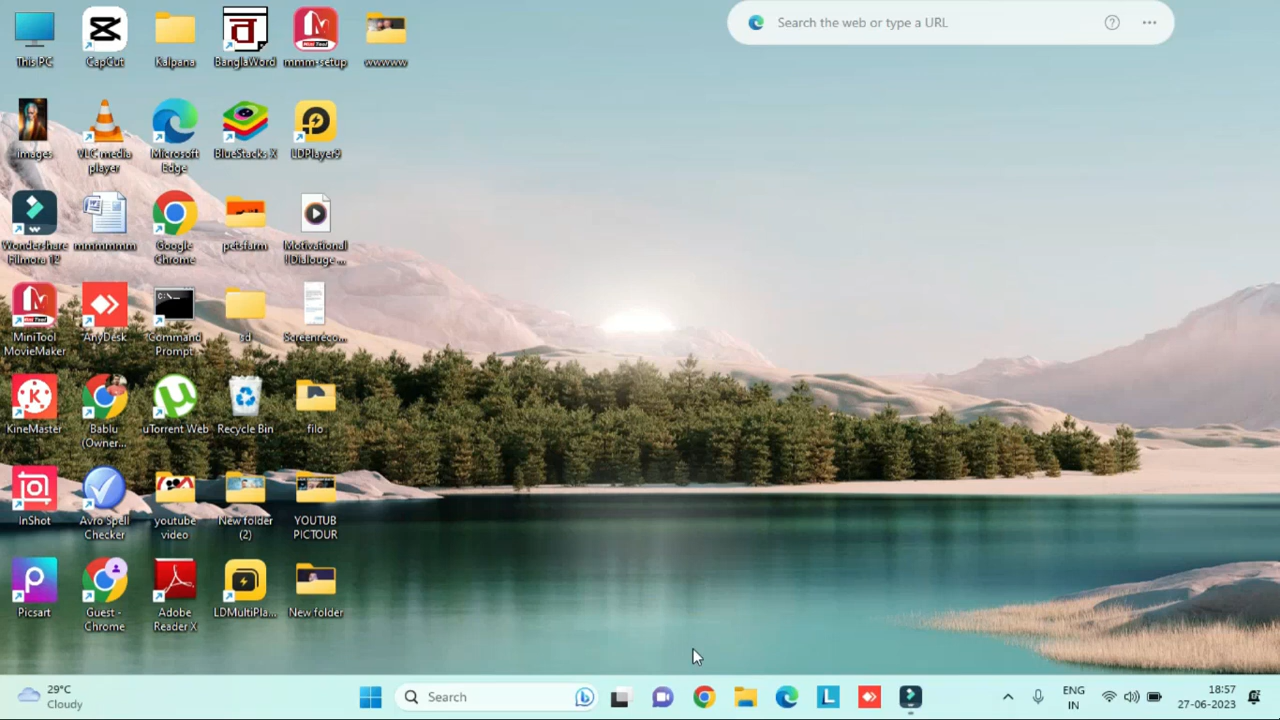 Search the web or type a URL
This PC
CapCut
Kalpana
BanglaWord
mmm-setup
wwwww
images
VLC media
player
Microsoft
Edge
BlueStacks X
LDPlayer9
Wondershare
Filmora 12
mmmmmm
Google
Chrome
petsfarm
Motivational
!!Dialouge ...
MiniTool
MovieMaker
AnyDesk
Command
Prompt
sd
Screenreco...
KineMaster
Bablu
(Owner...
uTorrent Web
Recycle Bin
filo
InShot
Avro Spell
Checker
youtube
video
New folder
(2)
YOUTUB
PICTOUR
Picsart
Guest -
Chrome
Adobe
Reader X
LDMultiPla...
New folder
29°C
Cloudy
Search
ENG
IN
18:57
27-06-2023